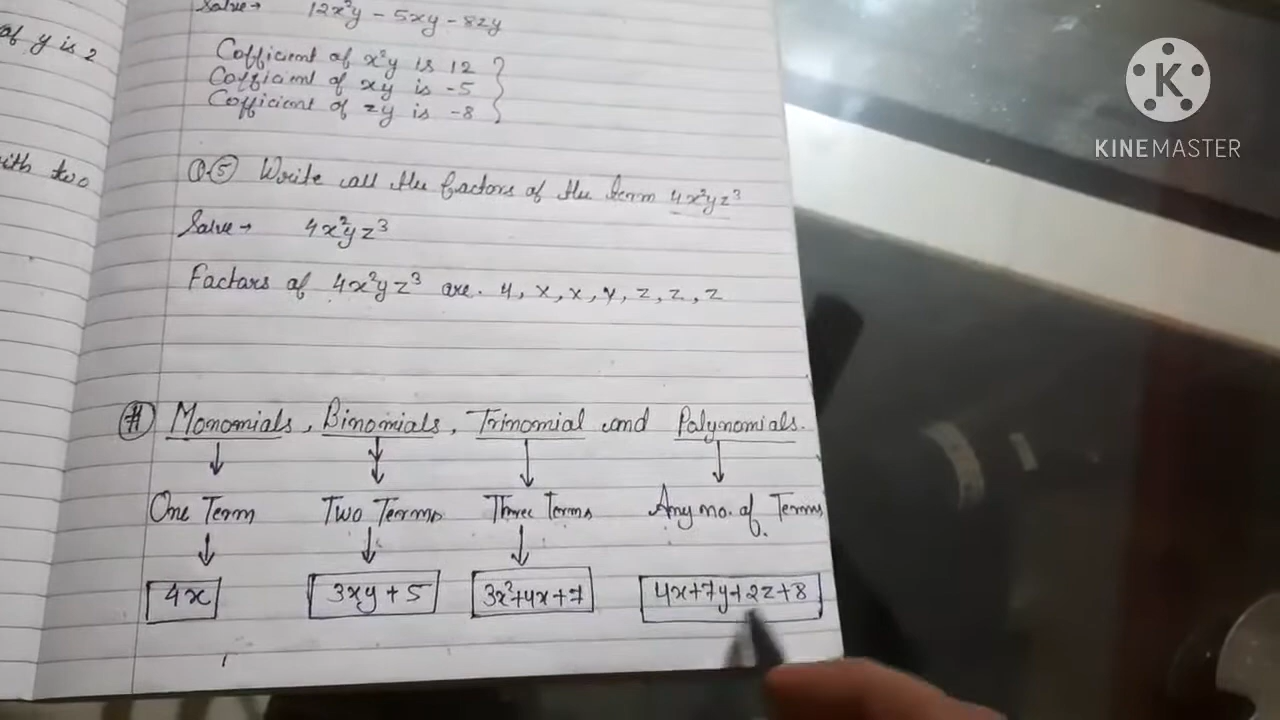 of y is 2
with two
Salve → 12x²y - 5xy - 8zy
Cofficient of x²y is 12
Cofficient of xy is -5
Cofficient of zy is -8
Q.5 Write all the factors of the term 4x²yz³
Salve → 4x²yz³
Factors of 4x²yz³ are. 4, x, x, y, z, z, z
# Monomials, Binomials, Trinomial and Polynomials.
One Term Two Terms Three Terms Any no. of Terms
4x 3xy + 5 3x²+4x+7 4x+7y+2z+8
K
KINEMASTER